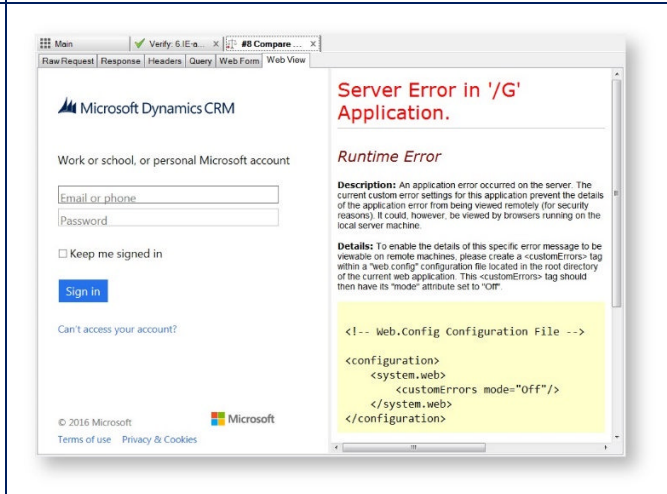 Main
Verify: 6.IE-a... X
#8 Compare ... X
Raw Request
Response
Headers
Query
Web Form
Web View
Microsoft Dynamics CRM
Work or school, or personal Microsoft account
Email or phone
Password
Keep me signed in
Sign in
Can't access your account?
© 2016 Microsoft
Microsoft
Terms of use
Privacy & Cookies
Server Error in '/G'
Application.
Runtime Error
Description: An application error occurred on the server. The
current custom error settings for this application prevent the details
of the application error from being viewed remotely (for security
reasons). It could, however, be viewed by browsers running on the
local server machine.
Details: To enable the details of this specific error message to be
viewable on remote machines, please create a <customErrors> tag
within a "web.config" configuration file located in the root directory
of the current web application. This <customErrors> tag should
then have its "mode" attribute set to "Off".
<!-- Web.Config Configuration File -->
<configuration>
<system.web>
<customErrors mode="Off"/>
</system.web>
</configuration>